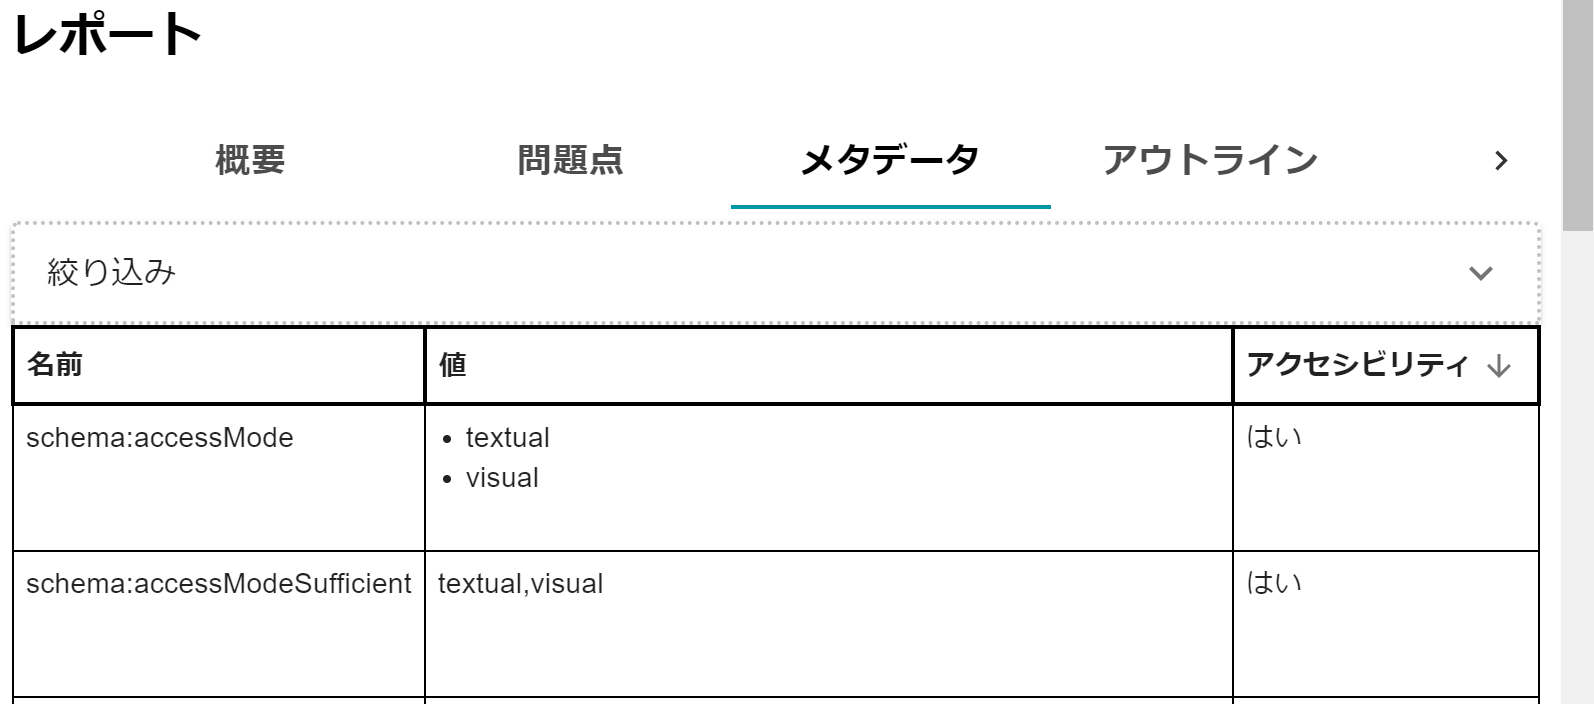 レポート
概要 問題点 メタデータ アウトライン
絞り込み
名前 値 アクセシビリティ
schema:accessMode textual はい
visual
schema:accessModeSufficient textual,visual はい